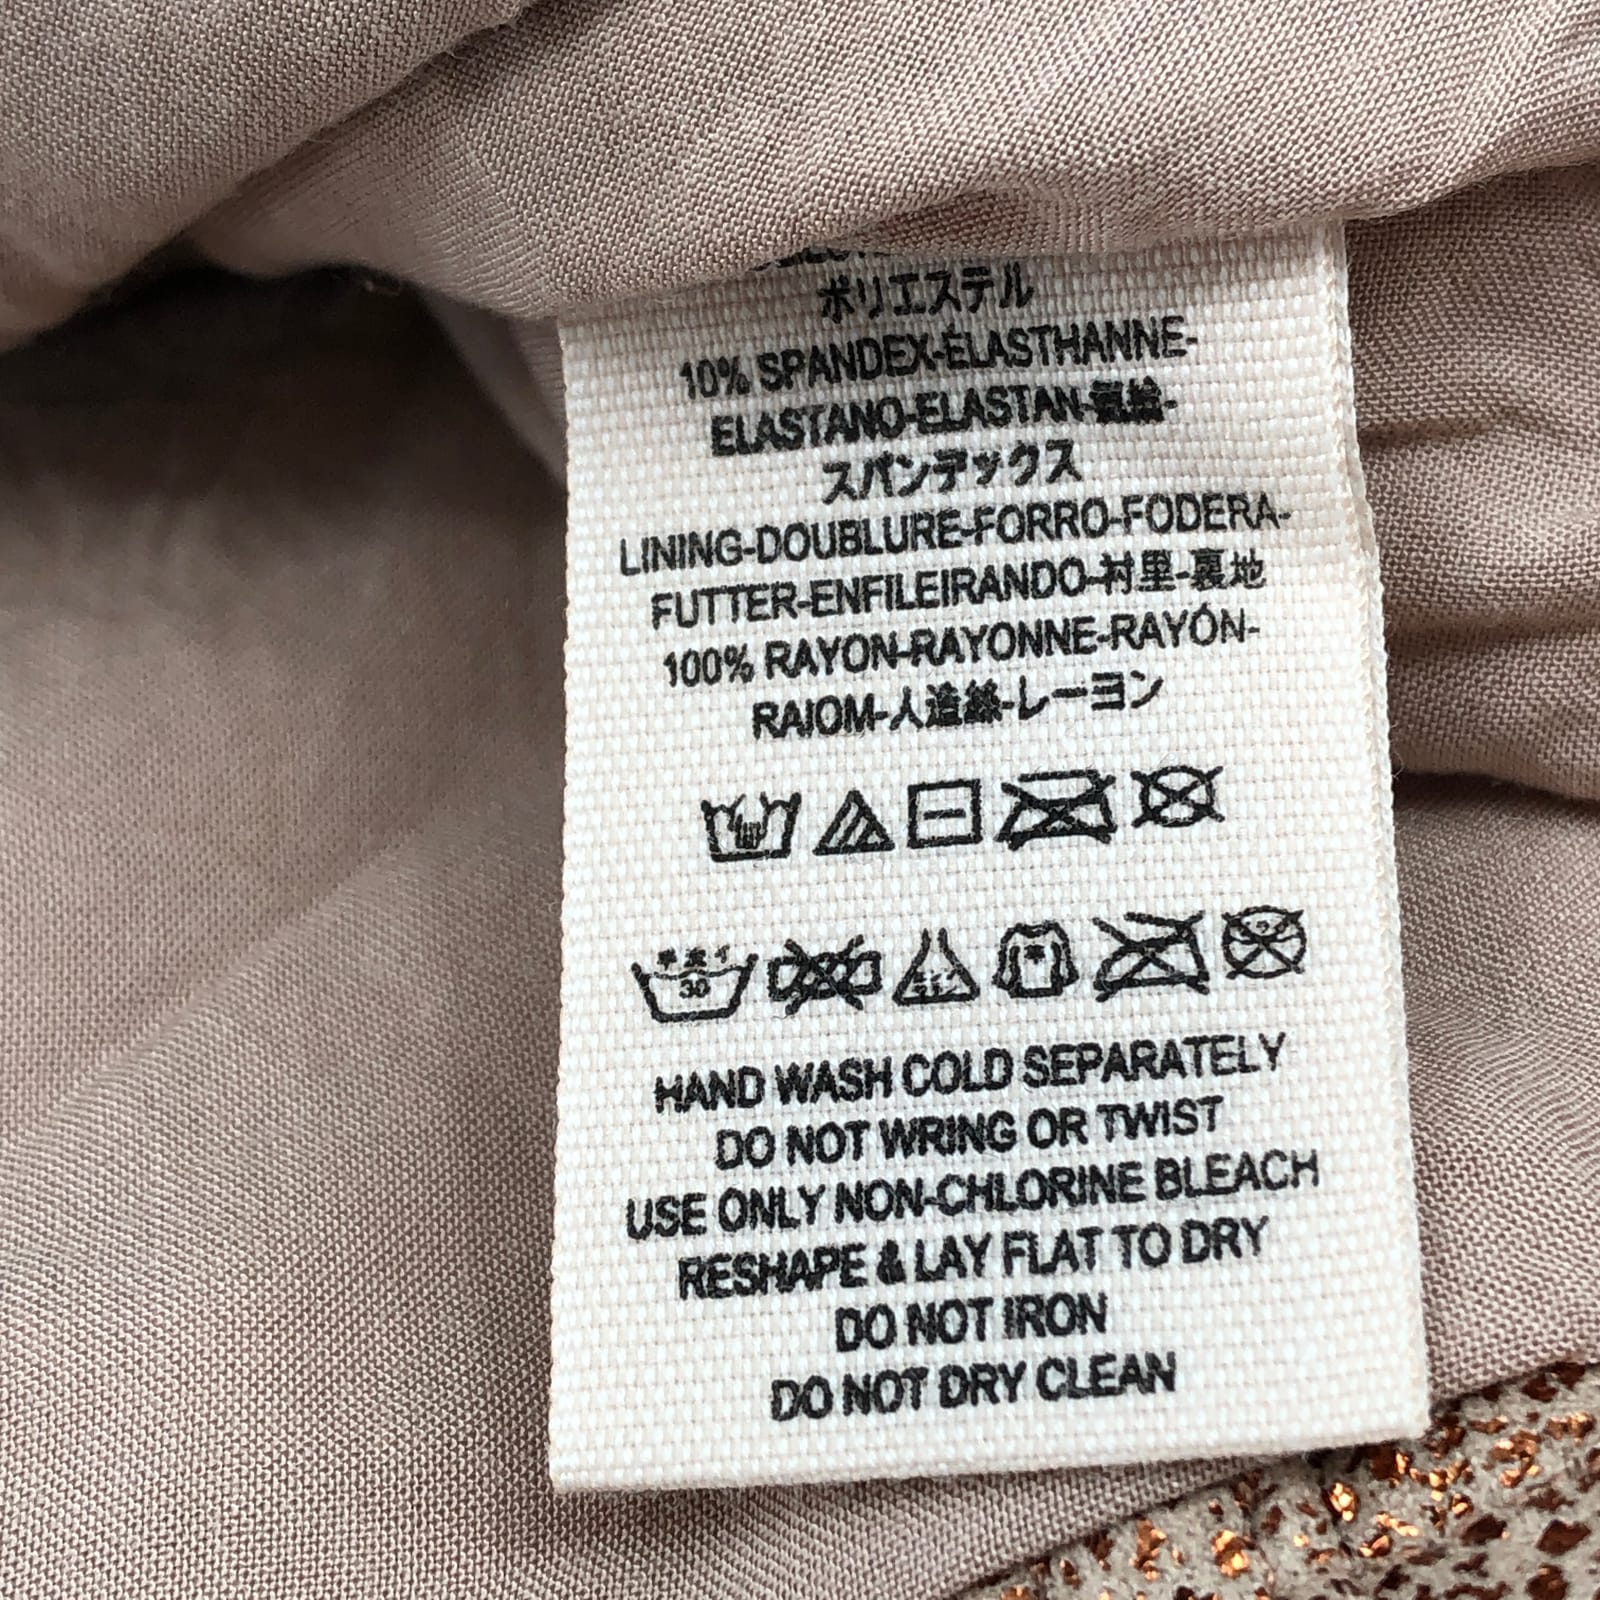 ポリエステル
10% SPANDEX-ÉLASTHANNE-
ELASTANO-ELASTAN-氨綸-
スパンデックス
LINING-DOUBLURE-FORRO-FODERA-
FUTTER-ENFILEIRANDO-衬里-裏地
100% RAYON-RAYONNE-RAYÓN-
RAIOM-人造絲-レーヨン
30
HAND WASH COLD SEPARATELY
DO NOT WRING OR TWIST
USE ONLY NON-CHLORINE BLEACH
RESHAPE & LAY FLAT TO DRY
DO NOT IRON
DO NOT DRY CLEAN